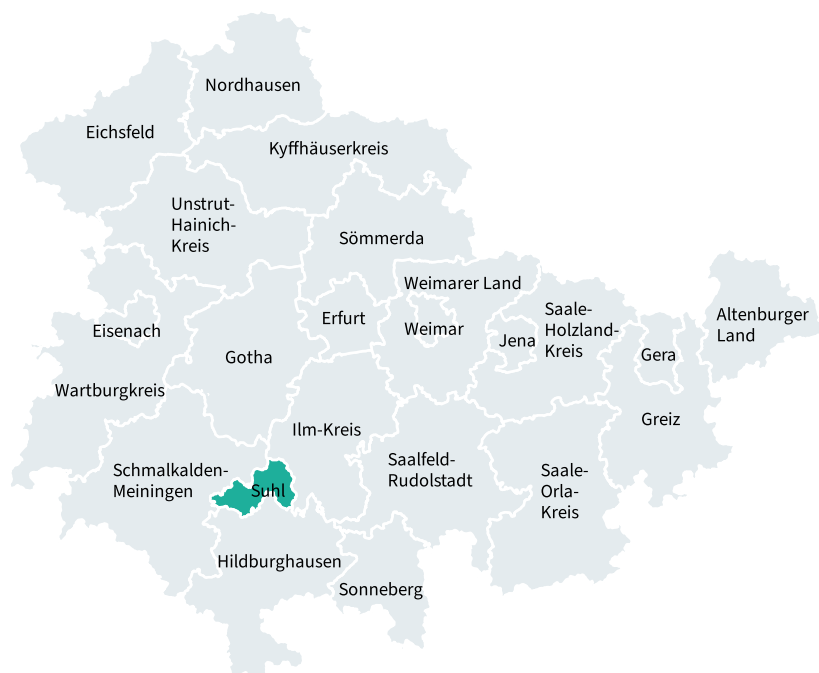 Nordhausen
Eichsfeld
Kyffhäuserkreis
Unstrut-
Hainich-
Kreis
Sömmerda
Weimarer Land
Eisenach
Erfurt
Weimar
Jena
Saale-
Holzland-
Kreis
Gera
Altenburger
Land
Gotha
Wartburgkreis
Ilm-Kreis
Greiz
Schmalkalden-
Meiningen
Suhl
Saalfeld-
Rudolstadt
Saale-
Orla-
Kreis
Hildburghausen
Sonneberg